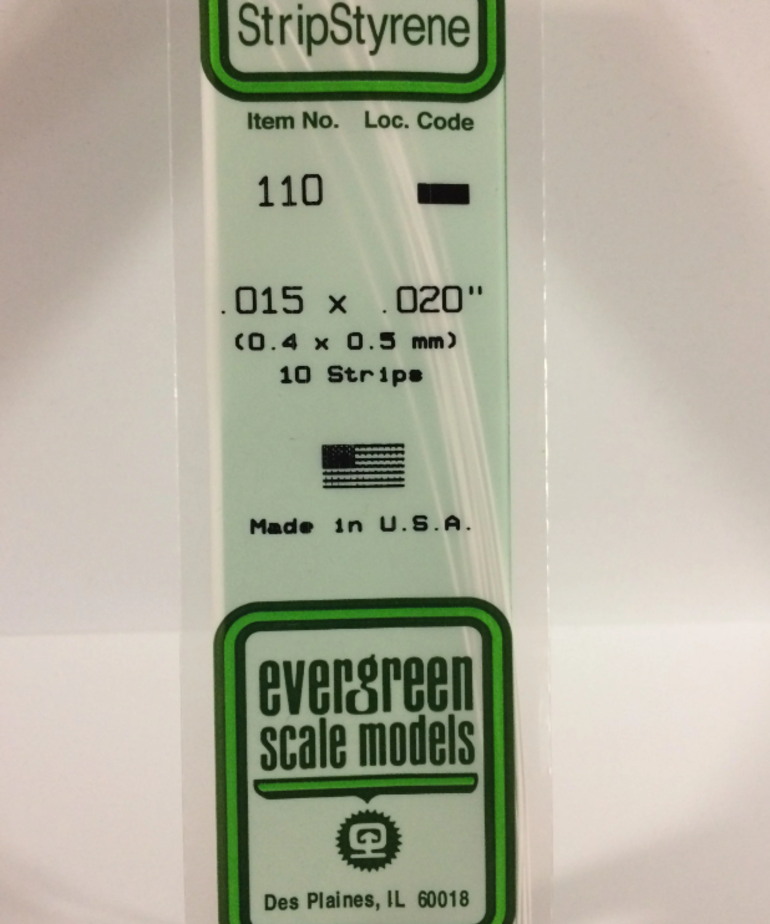 StripStyrene
Item No. Loc. Code
110
.015 x .020"
(0.4 x 0.5 mm)
10 Strips
Made in U.S.A.
evergreen
scale models
Des Plaines, IL 60018